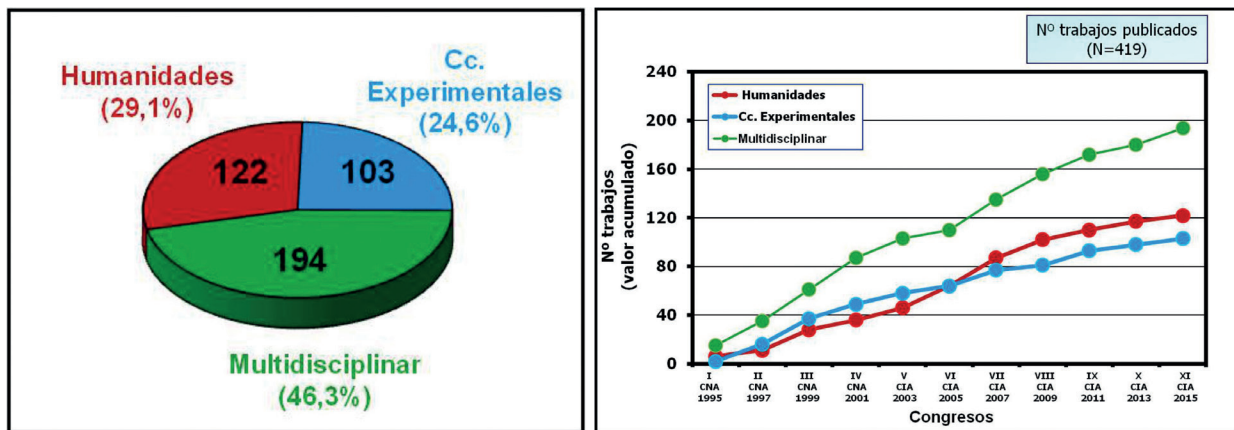 Humanidades
(29,1%)
Cc.
Experimentales
(24,6%)
122
103
194
Multidisciplinar
(46,3%)
Nº trabajos publicados
(N=419)
Nº trabajos
(valor acumulado)
240
200
160
120
80
40
0
Humanidades
Cc. Experimentales
Multidisciplinar
I
CNA
1995
II
CNA
1997
III
CNA
1999
IV
CNA
2001
V
CIA
2003
VI
CIA
2005
VII
CIA
2007
VIII
CIA
2009
IX
CIA
2011
X
CIA
2013
XI
CIA
2015
Congresos